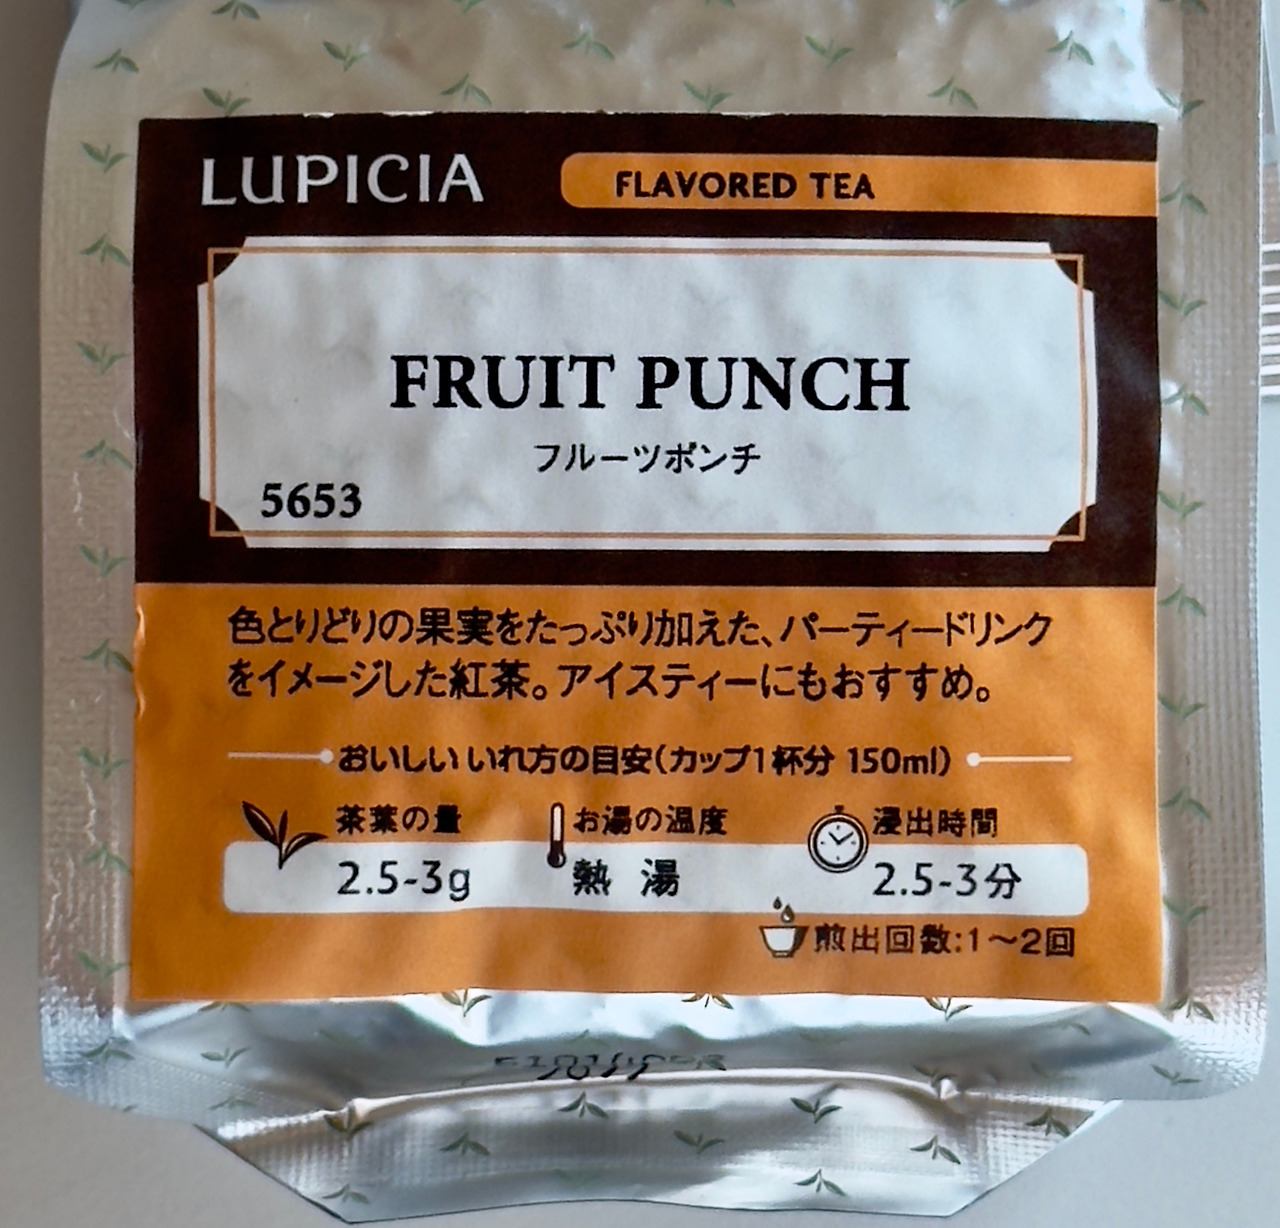 LUPICIA
FLAVORED TEA
FRUIT PUNCH
フルーツポンチ
5653
色とりどりの果実をたっぷり加えた、パーティードリンク
をイメージした紅茶。アイスティーにもおすすめ。
おいしいいれ方の目安(カップ1杯分 150ml)
茶葉の量 お湯の温度 浸出時間
2.5-3g 熱 湯 2.5-3分
煎出回数:1〜2回